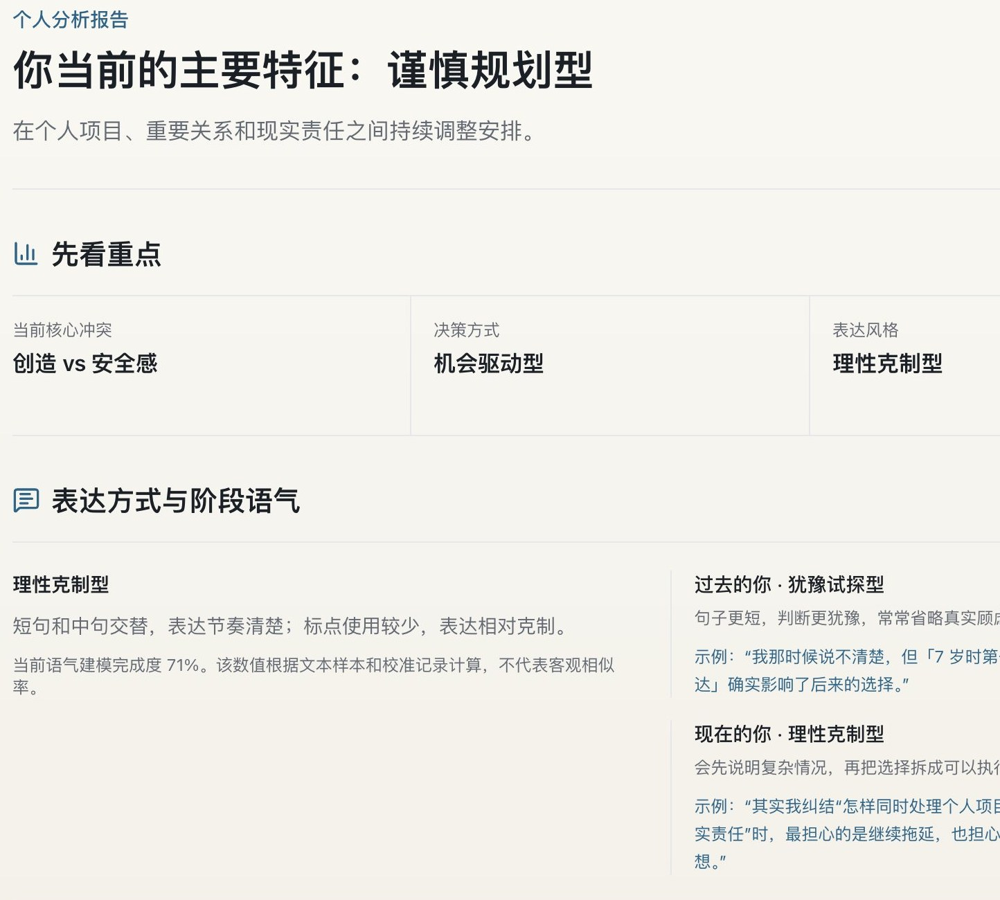 个人分析报告
你当前的主要特征：谨慎规划型
在个人项目、重要关系和现实责任之间持续调整安排。
先看重点
当前核心冲突
创造 vs 安全感
决策方式
机会驱动型
表达风格
理性克制型
表达方式与阶段语气
理性克制型
短句和中句交替，表达节奏清楚；标点使用较少，表达相对克制。
当前语气建模完成度 71%。该数值根据文本样本和校准记录计算，不代表客观相似
率。
过去的你 · 犹豫试探型
句子更短，判断更犹豫，常常省略真实顾虑
示例：“我那时候说不清楚，但「7 岁时第
达」确实影响了后来的选择。”
现在的你 · 理性克制型
会先说明复杂情况，再把选择拆成可以执行
示例：“其实我纠结“怎样同时处理个人项目
实责任”时，最担心的是继续拖延，也担心
想。”